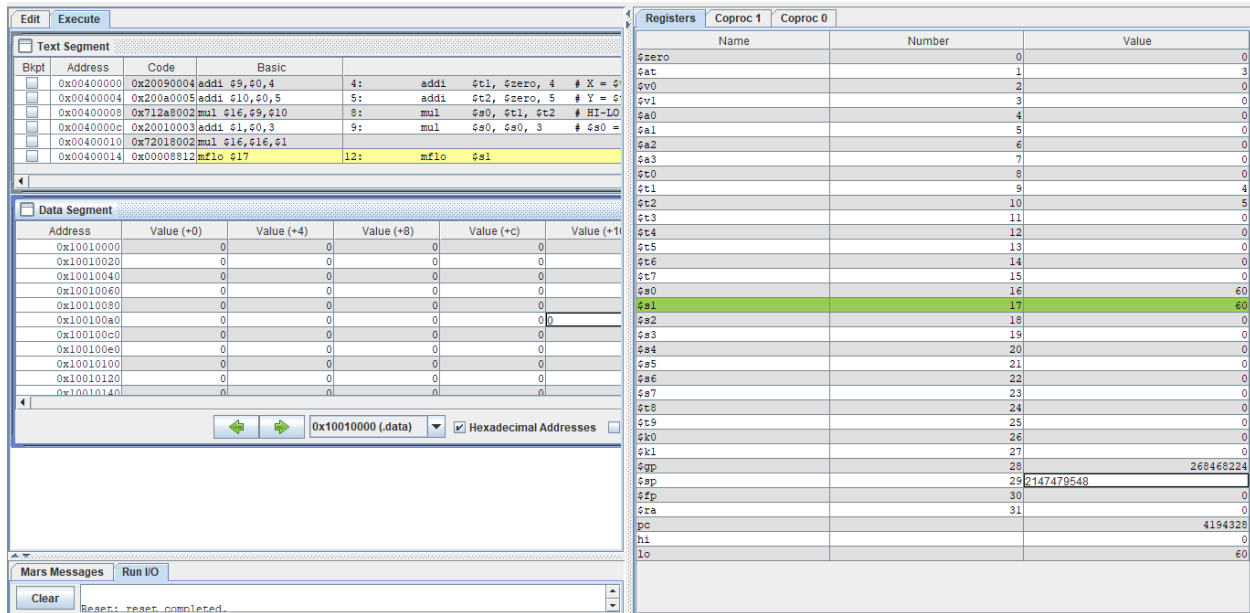 Edit Execute
Text Segment
Bkpt Address Code Basic
0x00400000 0x20090004 addi $9,$0,4 4: addi $t1, $zero, 4 # X = $t
0x00400004 0x200a0005 addi $10,$0,5 5: addi $t2, $zero, 5 # Y = $t
0x00400008 0x712a8002 mul $16,$9,$10 8: mul $s0, $t1, $t2 # HI-LO
0x0040000c 0x20010003 addi $1,$0,3 9: mul $s0, $s0, 3 # $s0 =
0x00400010 0x72018002 mul $16,$16,$1
0x00400014 0x00008812 mflo $17 12: mflo $s1
Data Segment
Address Value (+0) Value (+4) Value (+8) Value (+c) Value (+10
0x10010000 0 0 0 0
0x10010020 0 0 0 0
0x10010040 0 0 0 0
0x10010060 0 0 0 0
0x10010080 0 0 0 0
0x100100a0 0 0 0 0 0
0x100100c0 0 0 0 0
0x100100e0 0 0 0 0
0x10010100 0 0 0 0
0x10010120 0 0 0 0
0x10010140 0 0 0 0
0x10010000 (.data) Hexadecimal Addresses
Mars Messages Run I/O
Clear
Reset: reset completed.
Registers Coproc 1 Coproc 0
Name Number Value
$zero 0 0
$at 1 3
$v0 2 0
$v1 3 0
$a0 4 0
$a1 5 0
$a2 6 0
$a3 7 0
$t0 8 0
$t1 9 4
$t2 10 5
$t3 11 0
$t4 12 0
$t5 13 0
$t6 14 0
$t7 15 0
$s0 16 60
$s1 17 60
$s2 18 0
$s3 19 0
$s4 20 0
$s5 21 0
$s6 22 0
$s7 23 0
$t8 24 0
$t9 25 0
$k0 26 0
$k1 27 0
$gp 28 268468224
$sp 29 2147479548
$fp 30 0
$ra 31 0
pc 4194328
hi 0
lo 60